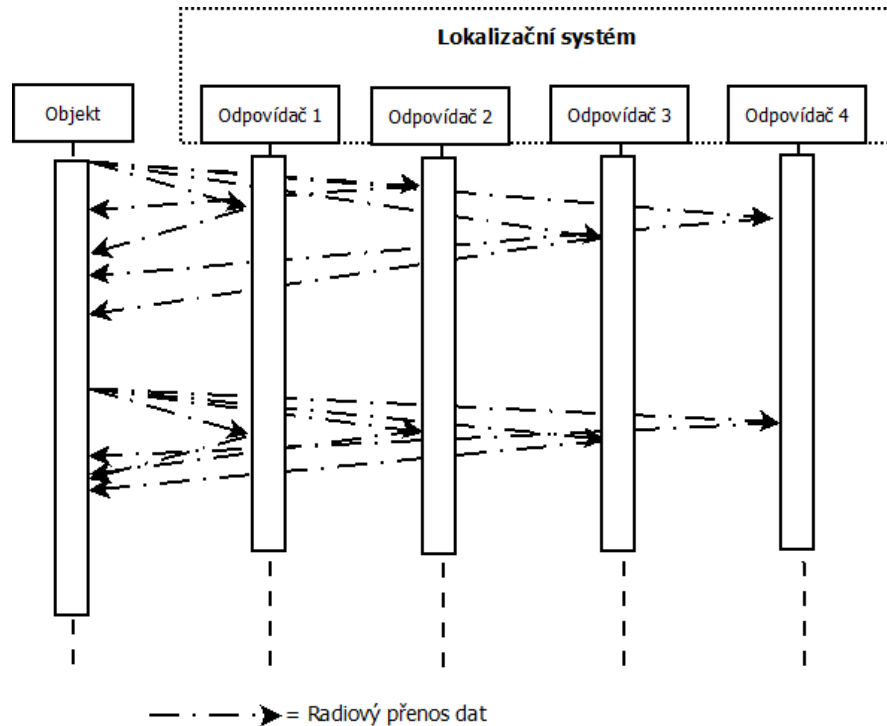 Lokalizační systém
Objekt
Odpovídač 1
Odpovídač 2
Odpovídač 3
Odpovídač 4
= Radiový přenos dat